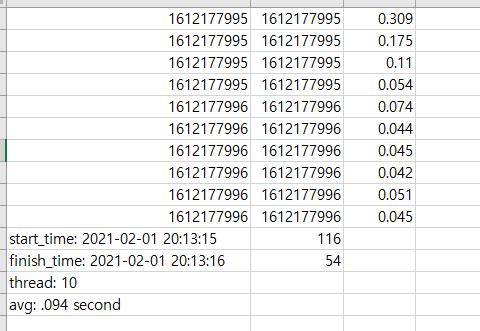 1612177995 1612177995 0.309
1612177995 1612177995 0.175
1612177995 1612177995 0.11
1612177995 1612177995 0.054
1612177996 1612177996 0.074
1612177996 1612177996 0.044
1612177996 1612177996 0.045
1612177996 1612177996 0.042
1612177996 1612177996 0.051
1612177996 1612177996 0.045
start_time: 2021-02-01 20:13:15 116
finish_time: 2021-02-01 20:13:16 54
thread: 10
avg: .094 second